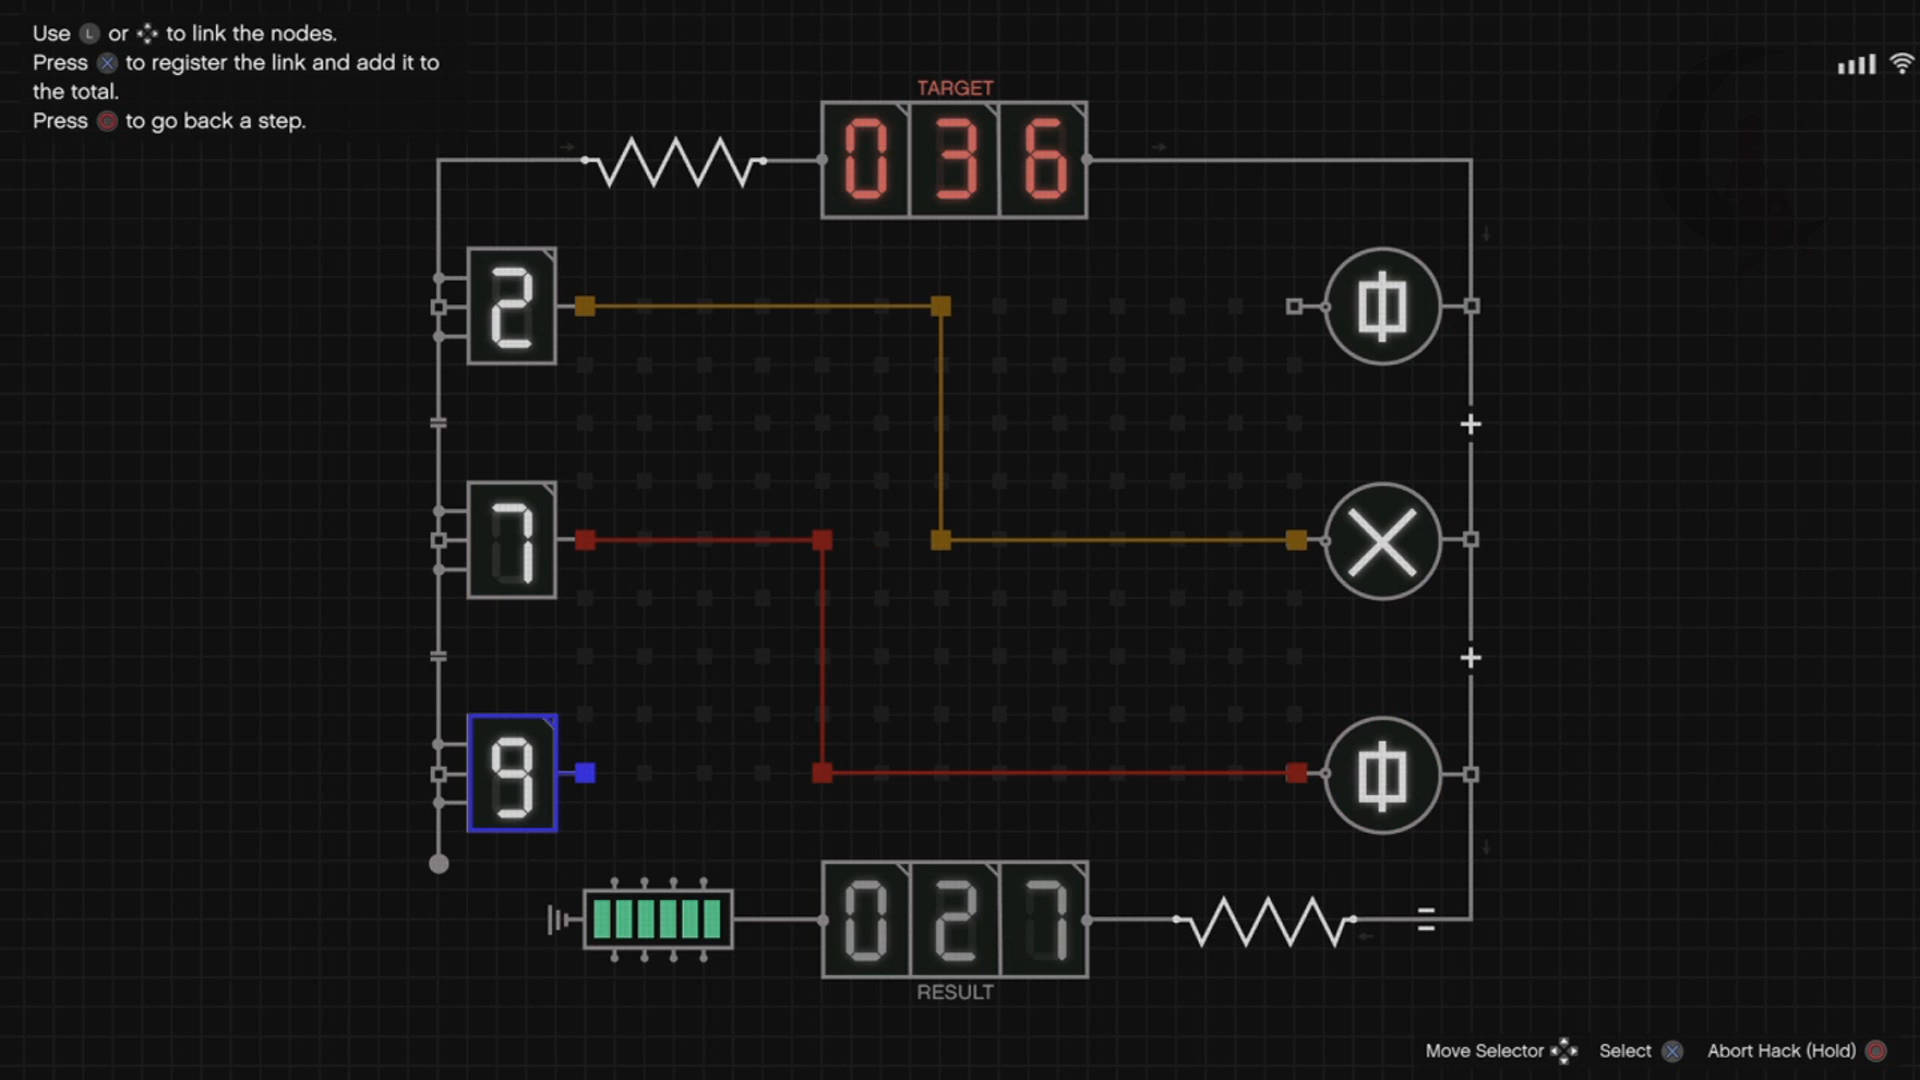 Use L or to link the nodes.
Press to register the link and add it to
the total.
Press to go back a step.
TARGET
036
2
7
9
+
+
=
027
RESULT
Move Selector Select Abort Hack (Hold)